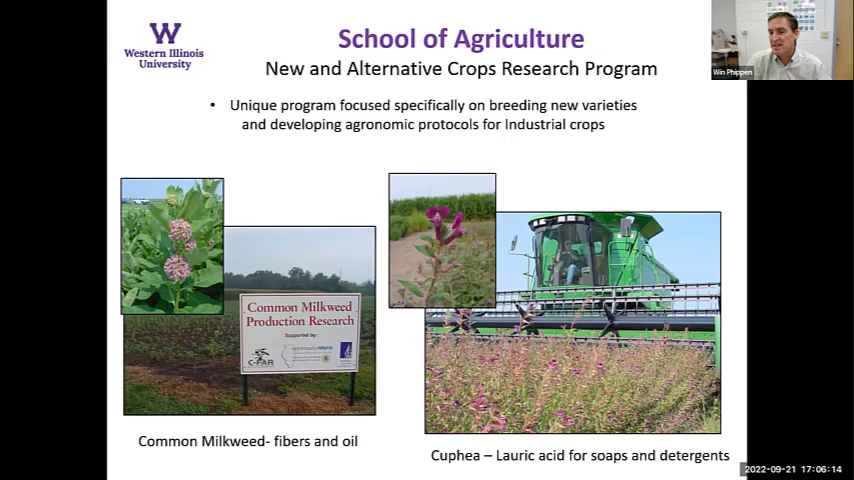 Western Illinois
University
School of Agriculture
New and Alternative Crops Research Program
• Unique program focused specifically on breeding new varieties
and developing agronomic protocols for Industrial crops
Win Phippen
Common Milkweed
Production Research
Supported by:
C-FAR
Common Milkweed- fibers and oil
Cuphea – Lauric acid for soaps and detergents
2022-09-21 17:06:14